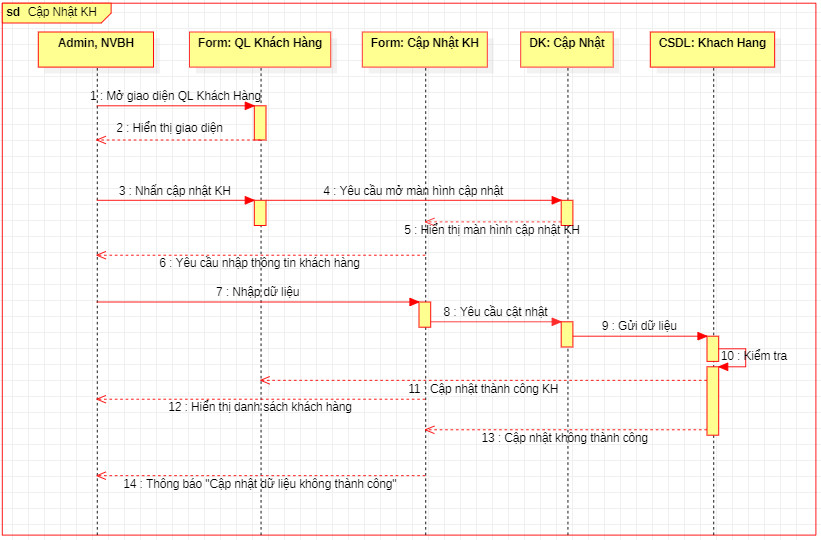 sd Cập Nhật KH
Admin, NVBH
Form: QL Khách Hàng
Form: Cập Nhật KH
DK: Cập Nhật
CSDL: Khach Hang
1 : Mở giao diện QL Khách Hàng
2 : Hiển thị giao diện
3 : Nhấn cập nhật KH
4 : Yêu cầu mở màn hình cập nhật
5 : Hiển thị màn hình cập nhật KH
6 : Yêu cầu nhập thông tin khách hàng
7 : Nhập dữ liệu
8 : Yêu cầu cật nhật
9 : Gửi dữ liệu
10 : Kiểm tra
11 : Cập nhật thành công KH
12 : Hiển thị danh sách khách hàng
13 : Cập nhật không thành công
14 : Thông báo "Cập nhật dữ liệu không thành công"